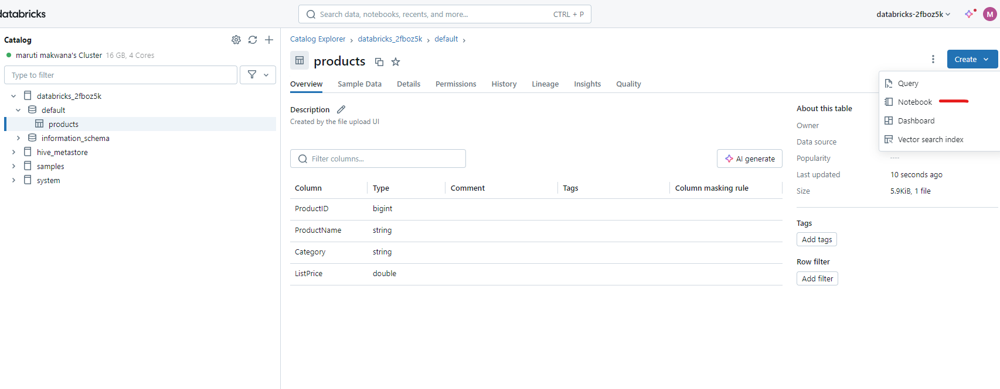 databricks
Search data, notebooks, recents, and more... CTRL + P
databricks-2fboz5k
M
Catalog
maruti makwana's Cluster 16 GB, 4 Cores
Type to filter
databricks_2fboz5k
default
products
information_schema
hive_metastore
samples
system
Catalog Explorer > databricks_2fboz5k > default >
products
Create
Query
Notebook
Dashboard
Vector search index
Overview Sample Data Details Permissions History Lineage Insights Quality
Description
Created by the file upload UI
Filter columns...
AI generate
Column Type Comment Tags Column masking rule
ProductID bigint
ProductName string
Category string
ListPrice double
About this table
Owner
Data source
Popularity ----
Last updated 10 seconds ago
Size 5.9KiB, 1 file
Tags
Add tags
Row filter
Add filter